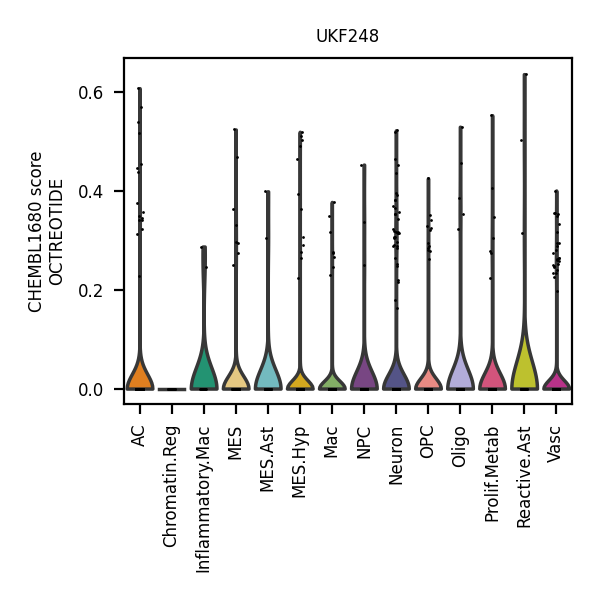 UKF248
CHEMBL1680 score
OCTREOTIDE
0.6
0.4
0.2
0.0
AC
Chromatin.Reg
Inflammatory.Mac
MES
MES.Ast
MES.Hyp
Mac
NPC
Neuron
OPC
Oligo
Prolif.Metab
Reactive.Ast
Vasc